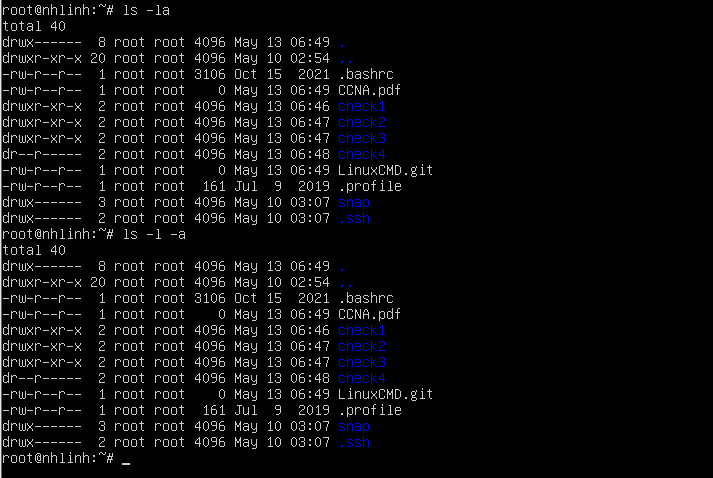 root@nhlinh:~# ls -la
total 40
drwx------  8 root root 4096 May 13 06:49 .
drwxr-xr-x 20 root root 4096 May 10 02:54 ..
-rw-r--r--  1 root root 3106 Oct 15  2021 .bashrc
-rw-r--r--  1 root root    0 May 13 06:49 CCNA.pdf
drwxr-xr-x  2 root root 4096 May 13 06:46 check1
drwxr-xr-x  2 root root 4096 May 13 06:47 check2
drwxr-xr-x  2 root root 4096 May 13 06:47 check3
dr--r-----  2 root root 4096 May 13 06:48 check4
-rw-r--r--  1 root root    0 May 13 06:49 LinuxCMD.git
-rw-r--r--  1 root root  161 Jul  9  2019 .profile
drwx------  3 root root 4096 May 10 03:07 snap
drwx------  2 root root 4096 May 10 03:07 .ssh
root@nhlinh:~# ls -l -a
total 40
drwx------  8 root root 4096 May 13 06:49 .
drwxr-xr-x 20 root root 4096 May 10 02:54 ..
-rw-r--r--  1 root root 3106 Oct 15  2021 .bashrc
-rw-r--r--  1 root root    0 May 13 06:49 CCNA.pdf
drwxr-xr-x  2 root root 4096 May 13 06:46 check1
drwxr-xr-x  2 root root 4096 May 13 06:47 check2
drwxr-xr-x  2 root root 4096 May 13 06:47 check3
dr--r-----  2 root root 4096 May 13 06:48 check4
-rw-r--r--  1 root root    0 May 13 06:49 LinuxCMD.git
-rw-r--r--  1 root root  161 Jul  9  2019 .profile
drwx------  3 root root 4096 May 10 03:07 snap
drwx------  2 root root 4096 May 10 03:07 .ssh
root@nhlinh:~# _